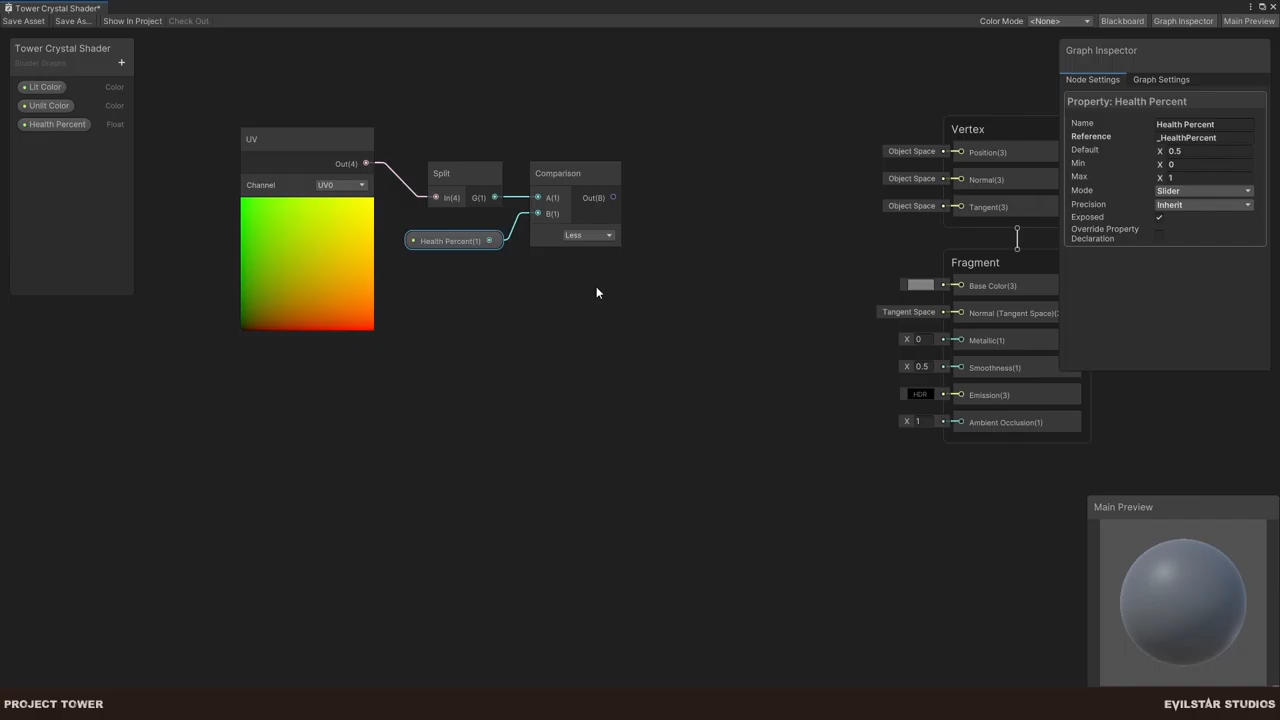 Tower Crystal Shader*
Save Asset Save As... Show In Project Check Out
Color Mode <None> Blackboard Graph Inspector Main Preview
Tower Crystal Shader
Shader Graphs
+
Lit Color Color
Unlit Color Color
Health Percent Float
UV
Out(4)
Channel UV0
Split
In(4) G(1)
Health Percent(1)
Comparison
A(1) Out(B)
B(1)
Less
Vertex
Object Space Position(3)
Object Space Normal(3)
Object Space Tangent(3)
Fragment
Base Color(3)
Tangent Space Normal (Tangent Space)(
X 0 Metallic(1)
X 0.5 Smoothness(1)
HDR Emission(3)
X 1 Ambient Occlusion(1)
Graph Inspector
Node Settings Graph Settings
Property: Health Percent
Name Health Percent
Reference _HealthPercent
Default X 0.5
Min X 0
Max X 1
Mode Slider
Precision Inherit
Exposed
Override Property
Declaration
Main Preview
PROJECT TOWER
EVILSTAR STUDIOS